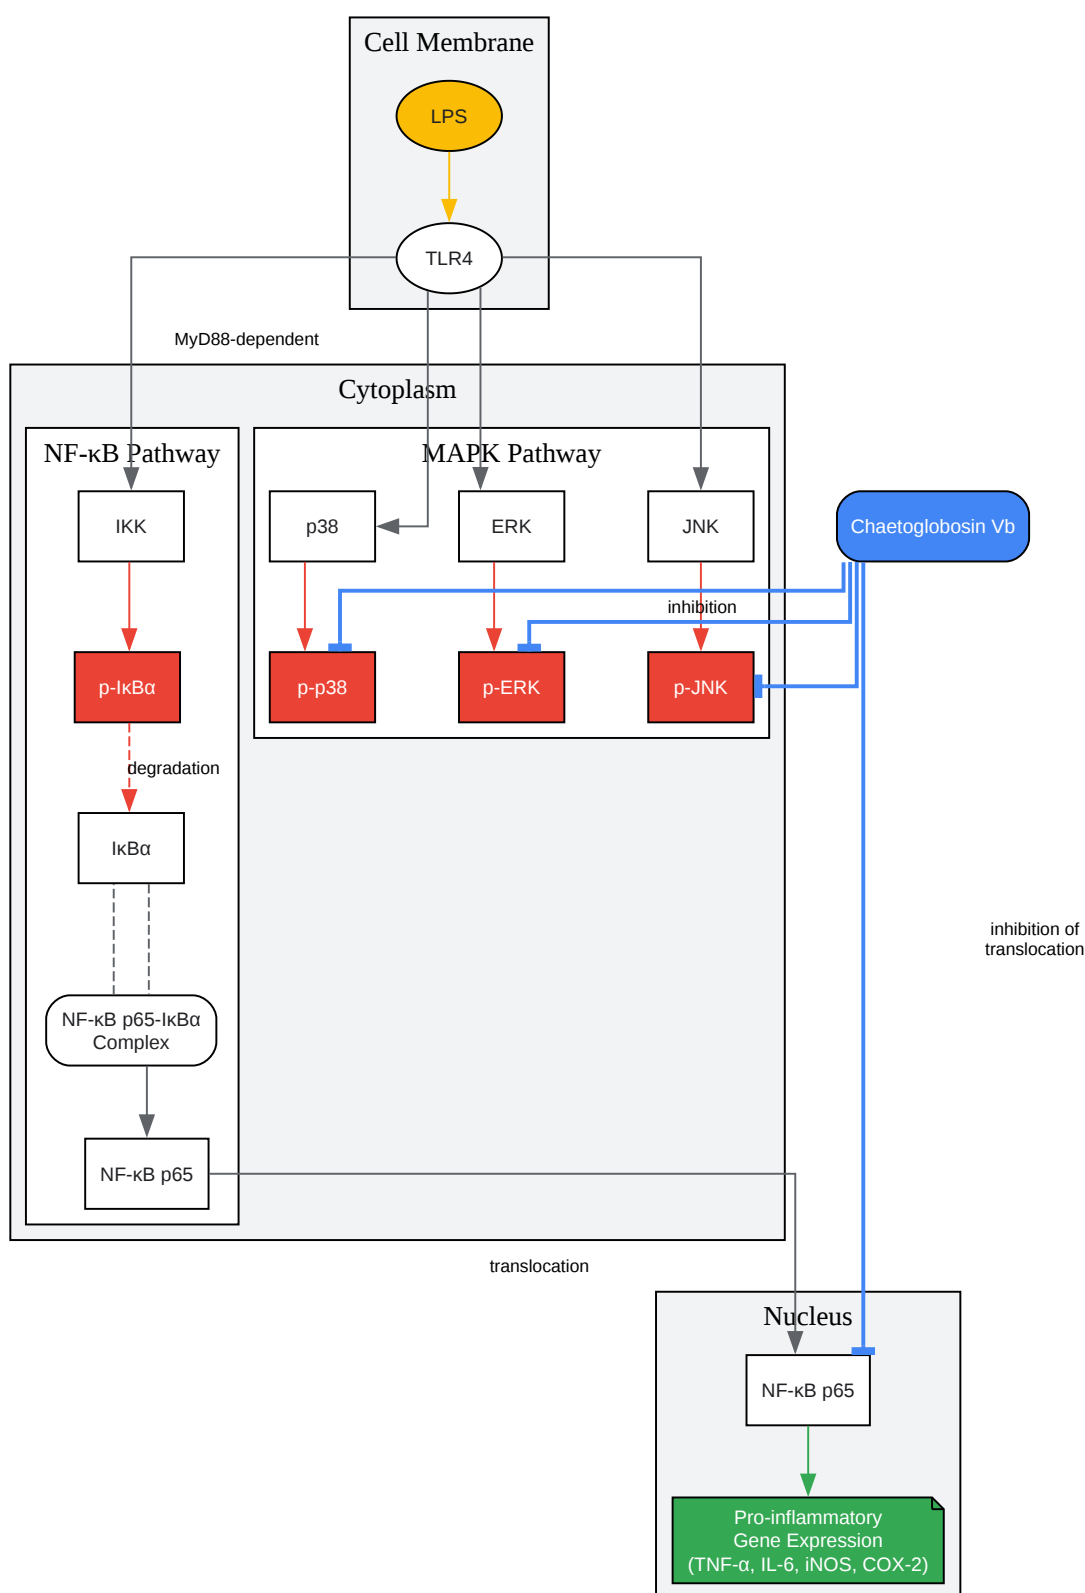 Cell Membrane
LPS
TLR4
MyD88-dependent
Cytoplasm
NF-κB Pathway
MAPK Pathway
IKK
p38
ERK
JNK
Chaetoglobosin Vb
inhibition
p-IκBα
p-p38
p-ERK
p-JNK
degradation
IκBα
inhibition of
translocation
NF-κB p65-IκBα
Complex
NF-κB p65
translocation
Nucleus
NF-κB p65
Pro-inflammatory
Gene Expression
(TNF-α, IL-6, iNOS, COX-2)